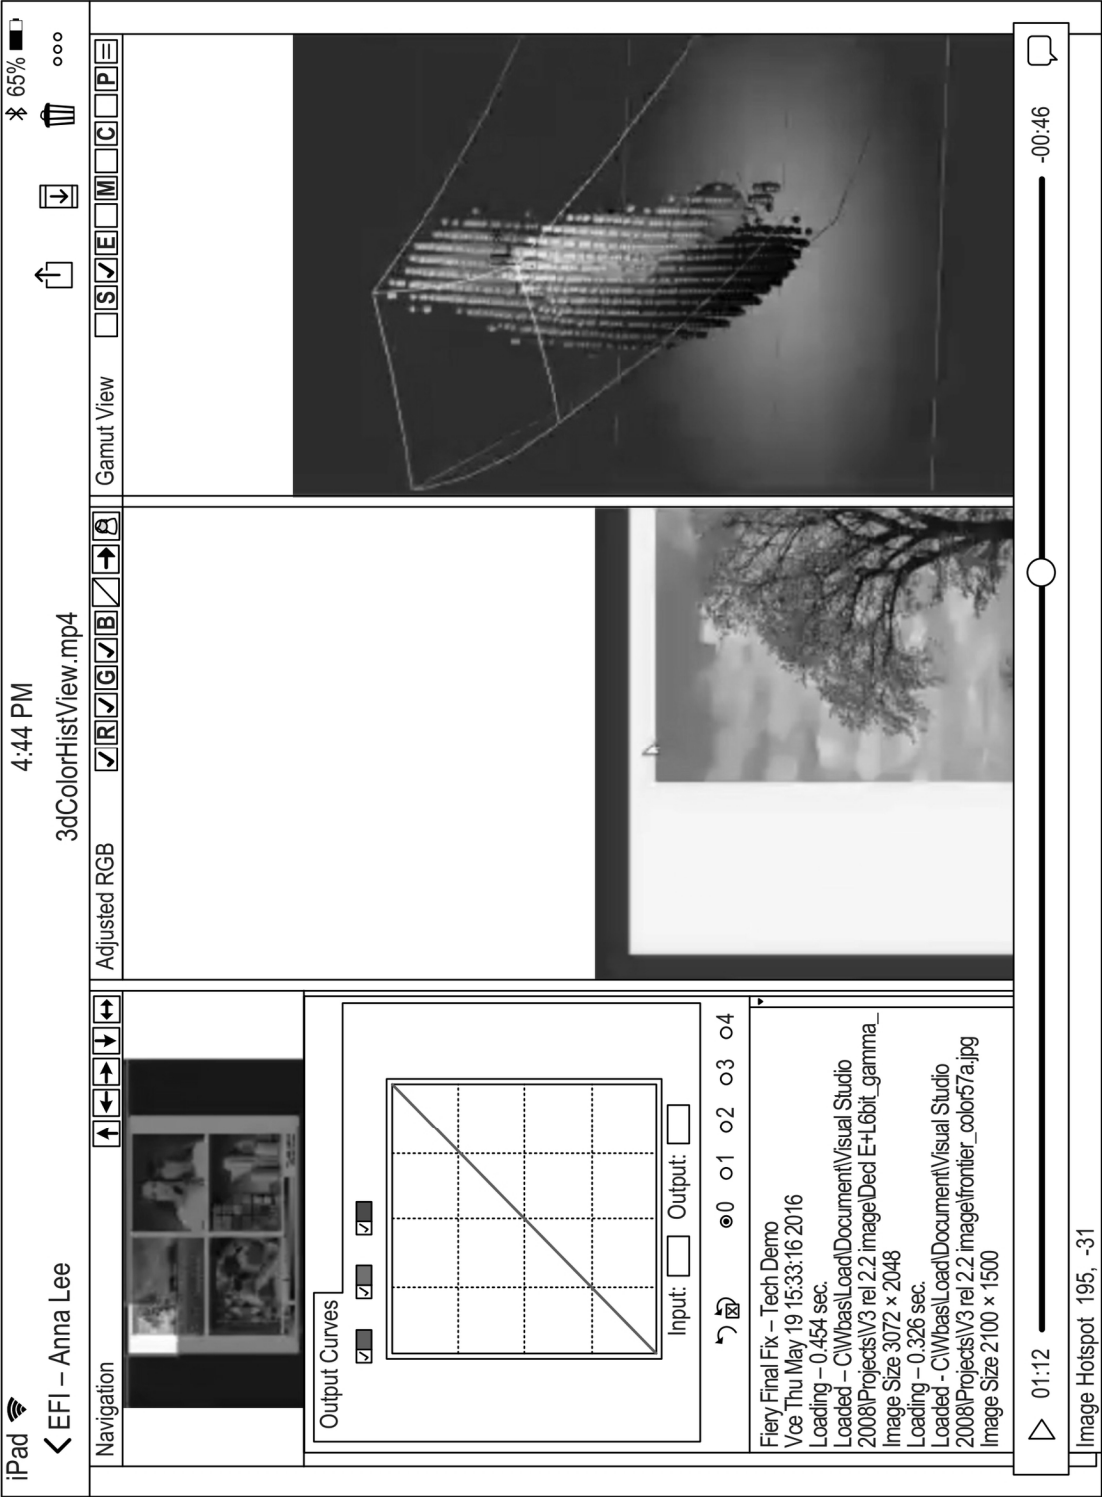 iPad
4:44 PM
65%
EFI – Anna Lee
3dColorHistView.mp4
Navigation
Adjusted RGB
R G B
Gamut View
S E M C P
Output Curves
Input: Output:
0 1 2 3 4
Fiery Final Fix – Tech Demo
Vce Thu May 19 15:33:16 2016
Loading – 0.454 sec.
Loaded – C\Wbas\Load\Document\Visual Studio
2008\Projects\V3 rel 2.2 image\Ded E+L6bit_gamma_
Image Size 3072 × 2048
Loading – 0.326 sec.
Loaded - C\Wbas\Load\Document\Visual Studio
2008\Projects\V3 rel 2.2 image\frontier_color57a.jpg
Image Size 2100 × 1500
01:12
-00:46
Image Hotspot 195, -31